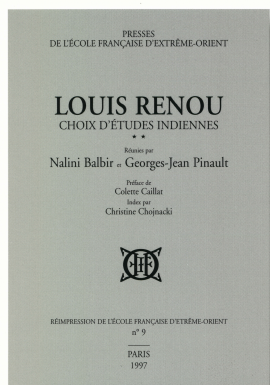 PRESSES
DE L'ÉCOLE FRANÇAISE D'EXTRÊME-ORIENT
LOUIS RENOU
CHOIX D'ÉTUDES INDIENNES
★ ★
Réunies par
Nalini Balbir et Georges-Jean Pinault
Préface de
Colette Caillat
Index par
Christine Chojnacki
RÉIMPRESSION DE L'ÉCOLE FRANÇAISE D'ETRÊME-ORIENT
n° 9
PARIS
1997